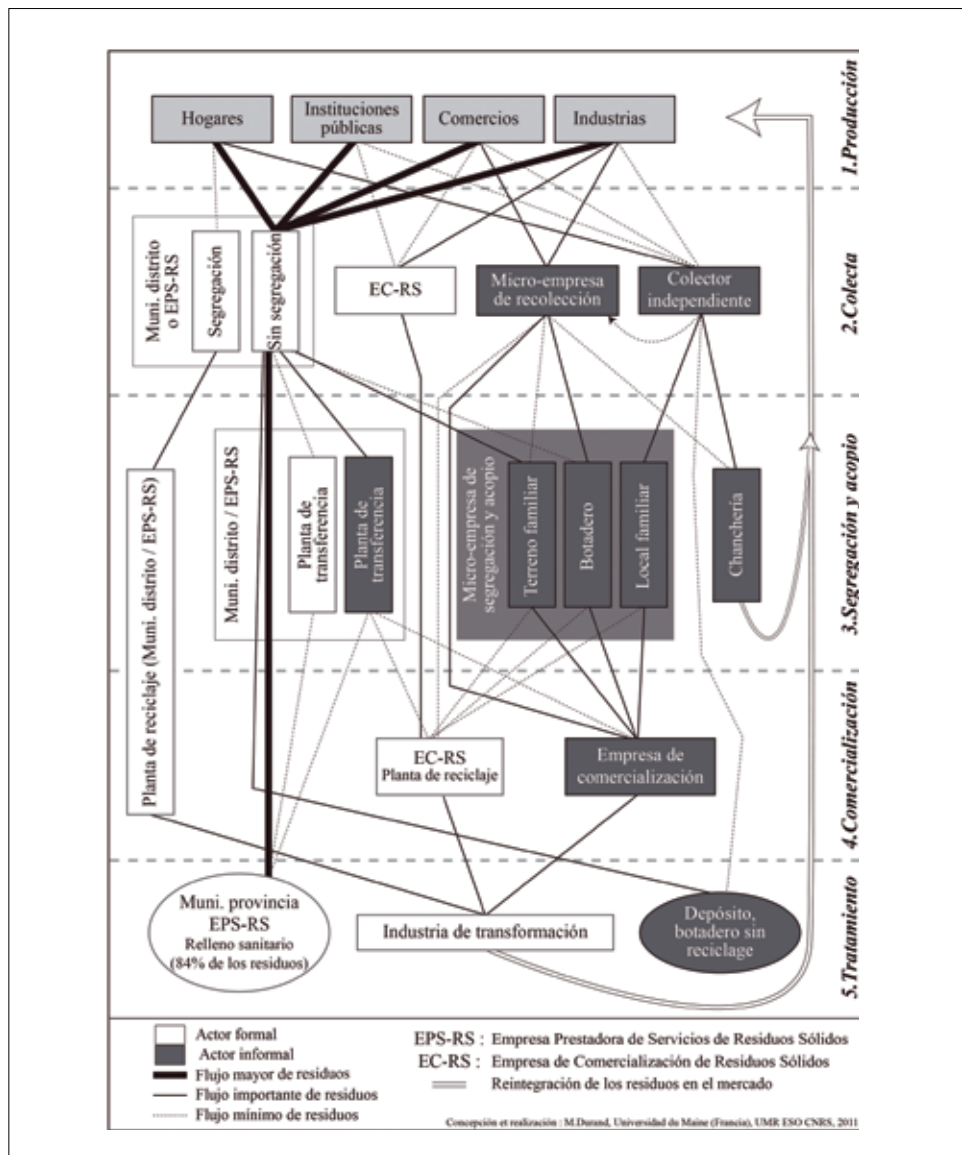 Hogares
Instituciones
públicas
Comercios
Industrias
1.Producción
Muni. distrito
o EPS-RS
Segregación
Sin segregación
EC-RS
Micro-empresa
de recolección
Colector
independiente
2.Colecta
Planta de reciclaje (Muni. distrito / EPS-RS)
Muni. distrito / EPS-RS
Planta de
transferencia
Planta de
transferencia
Micro-empresa de
segregación y acopio
Terreno familiar
Botadero
Local familiar
Chanchería
3.Segregación y acopio
EC-RS
Planta de reciclaje
Empresa de
comercialización
4.Comercialización
Muni. provincia
EPS-RS
Relleno sanitario
(84% de los residuos)
Industria de transformación
Depósito,
botadero sin
reciclage
5.Tratamiento
Actor formal
Actor informal
Flujo mayor de residuos
Flujo importante de residuos
Flujo mínimo de residuos
EPS-RS : Empresa Prestadora de Servicios de Residuos Sólidos
EC-RS : Empresa de Comercialización de Residuos Sólidos
Reintegración de los residuos en el mercado
Concepción et realización : M.Durand, Universidad du Maine (Francia), UMR ESO CNRS, 2011